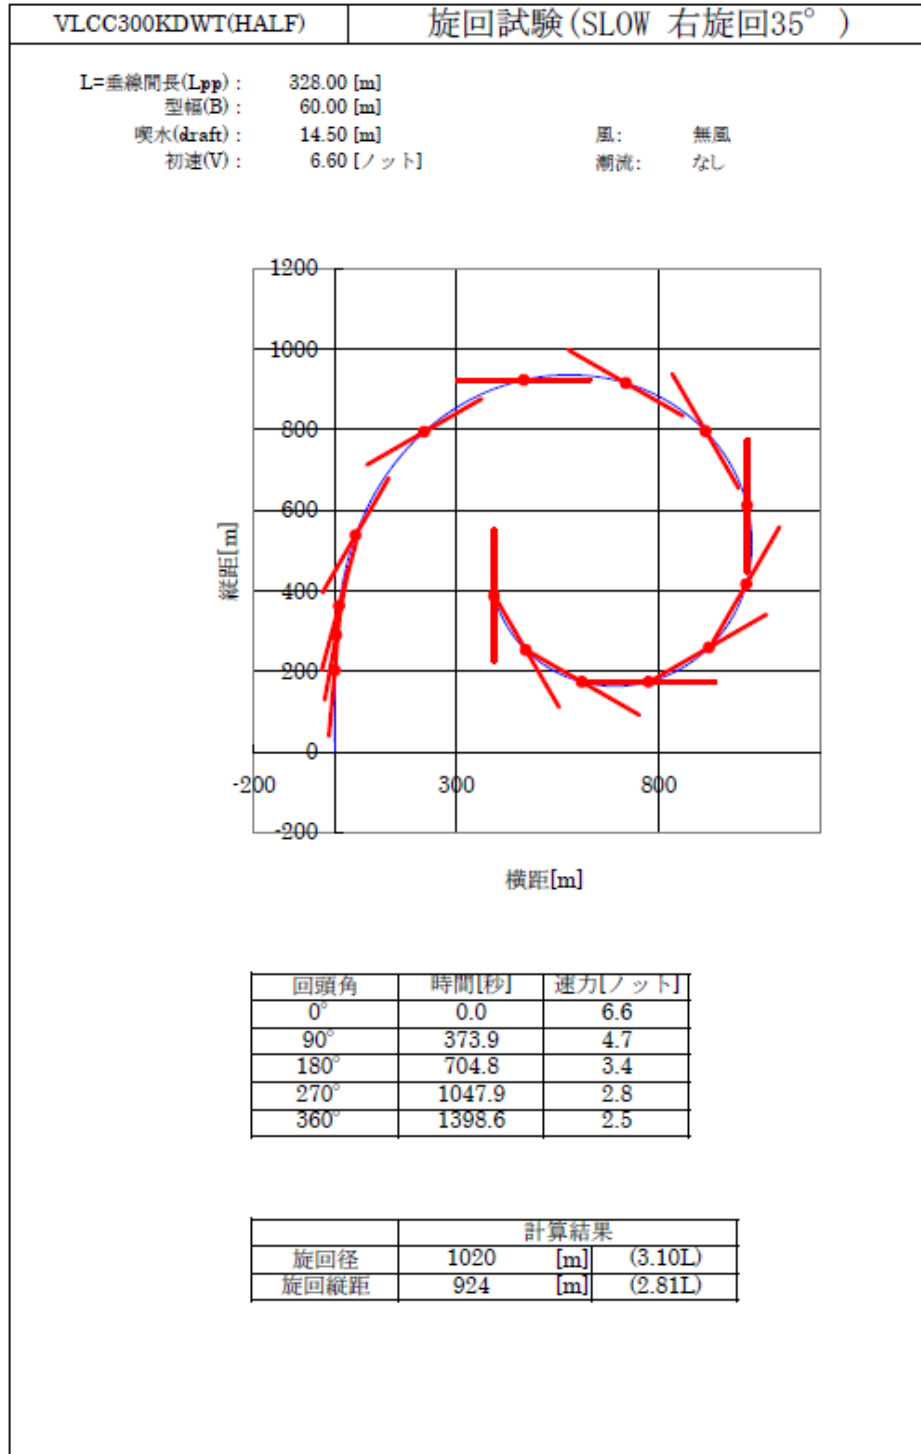 VLCC300KDWT(HALF) 旋回試験(SLOW 右旋回35°)
L=垂線間長(Lpp): 328.00 [m]
型幅(B): 60.00 [m]
喫水(draft): 14.50 [m] 風: 無風
初速(V): 6.60 [ノット] 潮流: なし
1200
1000
800
600
400
200
0
-200 300 800
-200
縦距[m]
横距[m]
回頭角 時間[秒] 速力[ノット]
0° 0.0 6.6
90° 373.9 4.7
180° 704.8 3.4
270° 1047.9 2.8
360° 1398.6 2.5
計算結果
旋回径 1020 [m] (3.10L)
旋回縦距 924 [m] (2.81L)